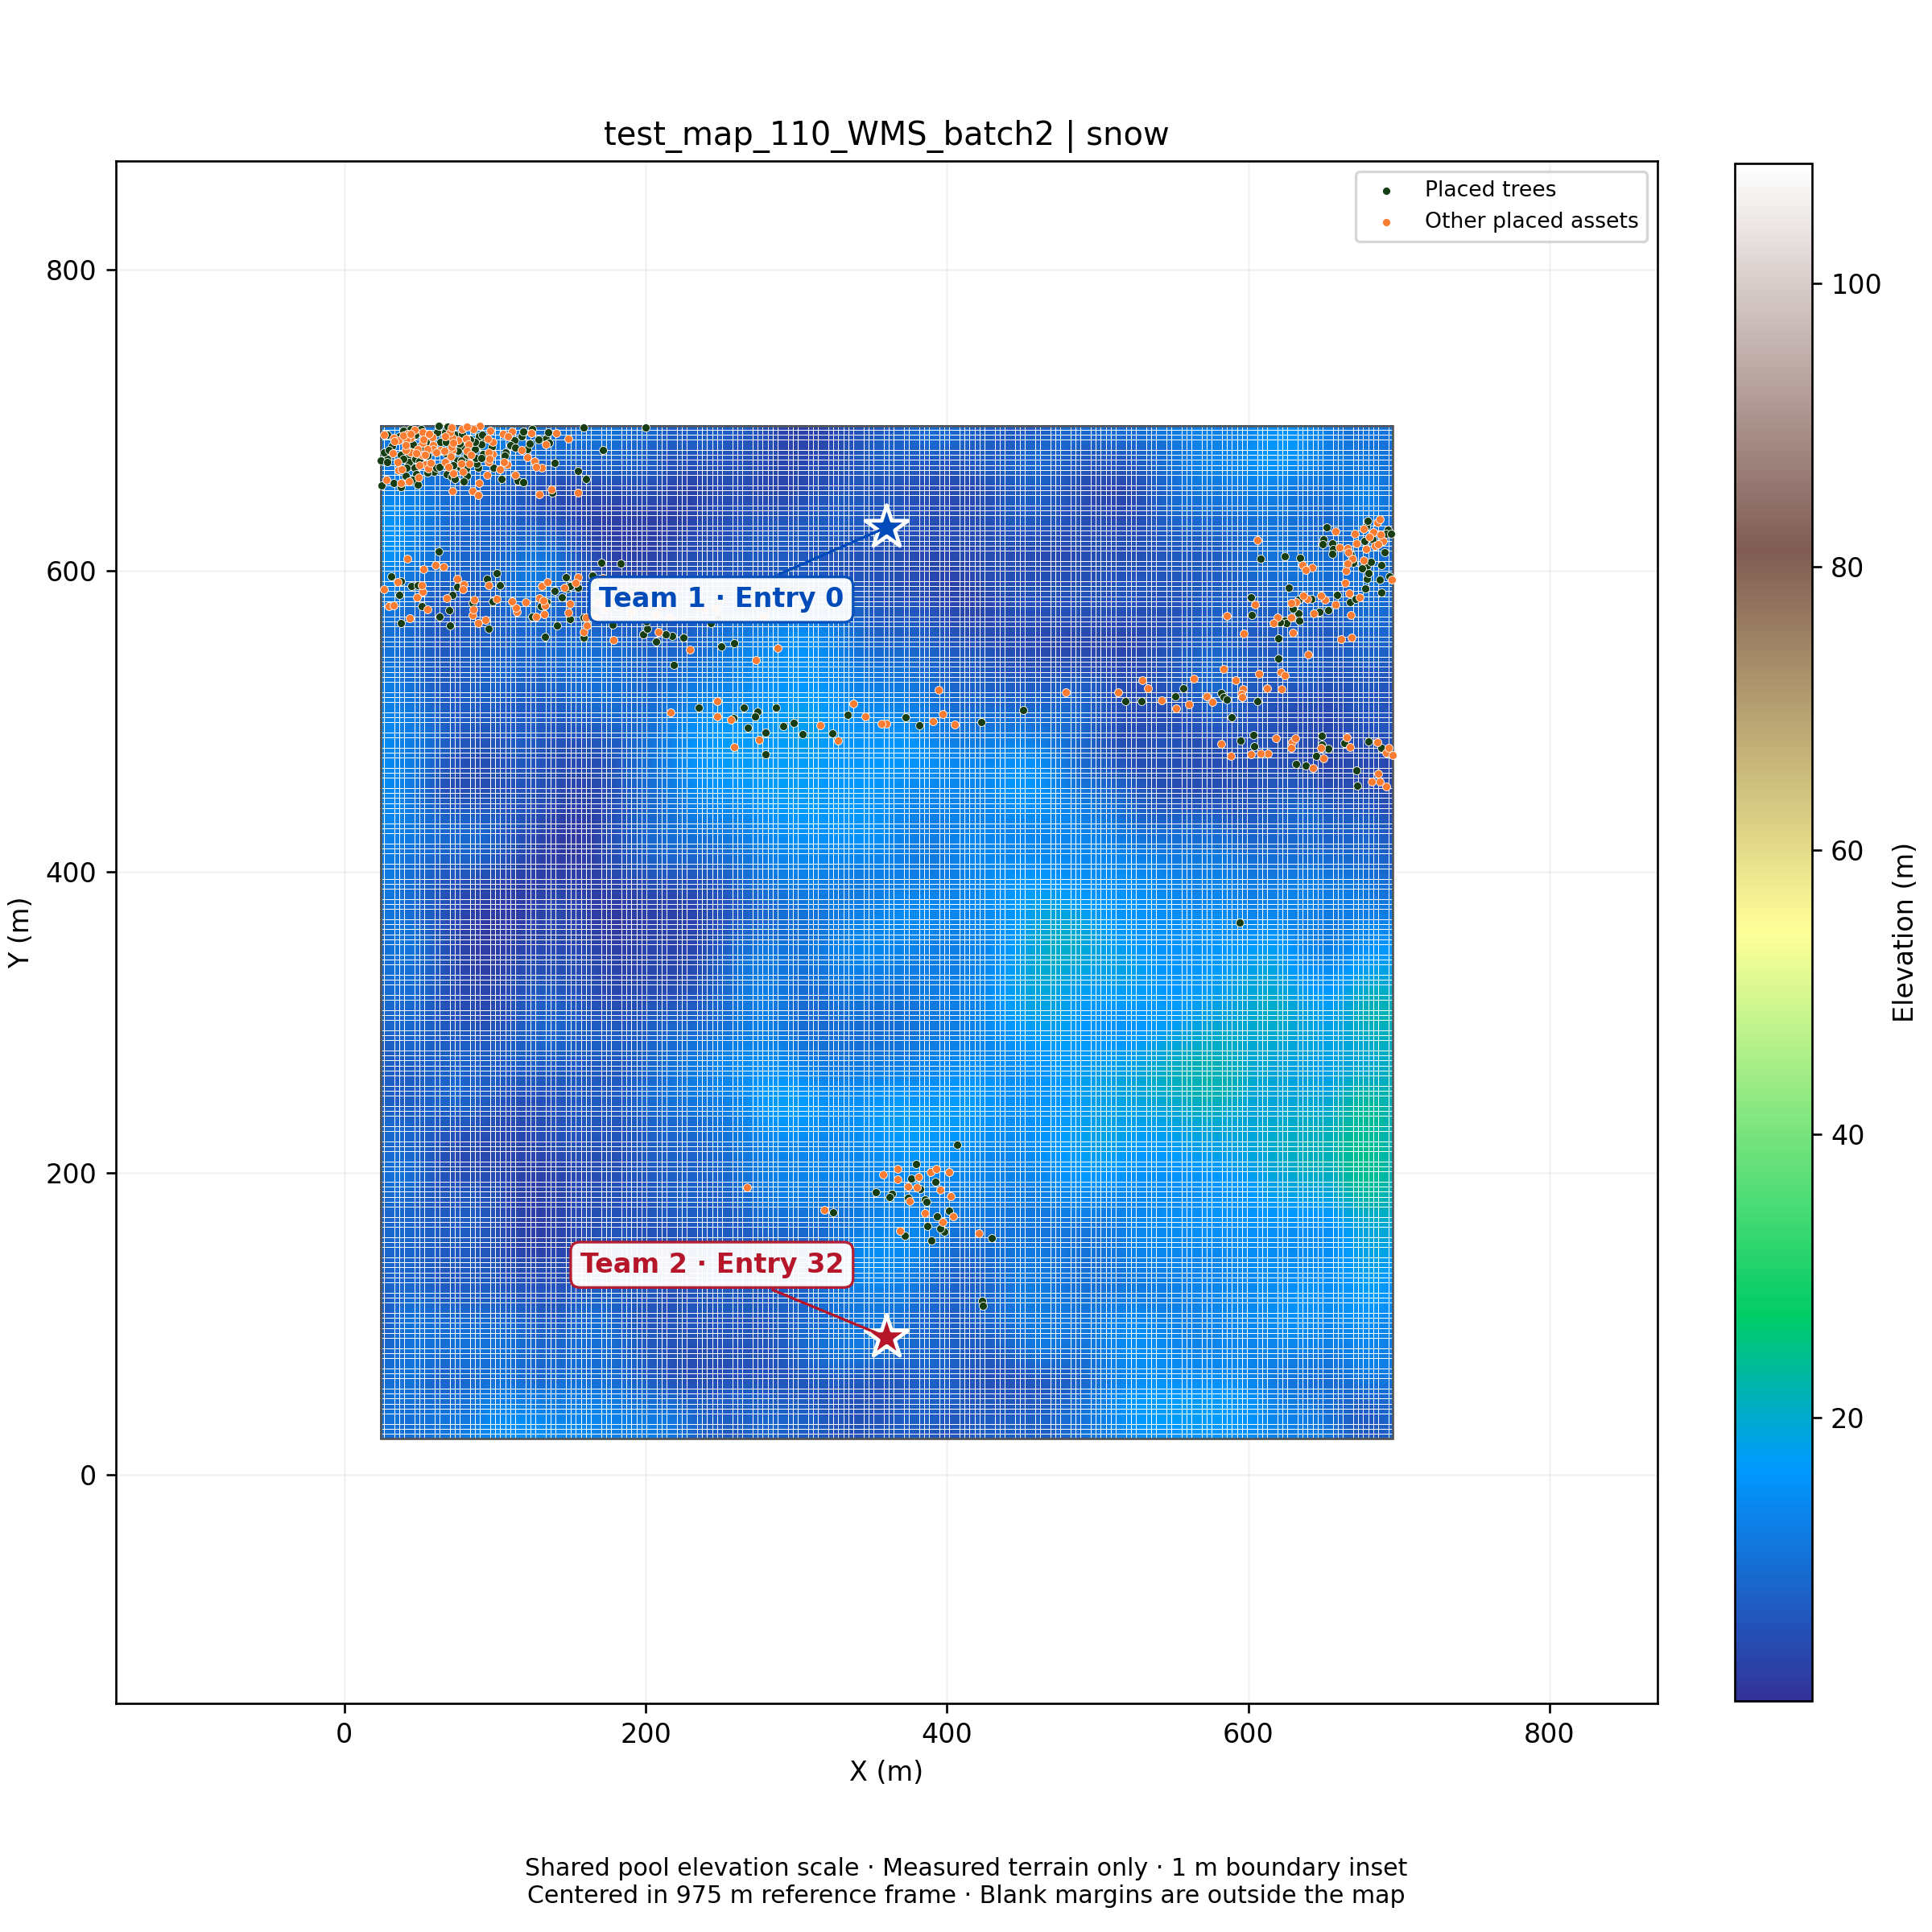 test_map_110_WMS_batch2 | snow
Placed trees
Other placed assets
800
600
400
200
0
Y (m)
Team 1 · Entry 0
Team 2 · Entry 32
0
200
400
600
800
X (m)
100
80
60
40
20
Elevation (m)
Shared pool elevation scale · Measured terrain only · 1 m boundary inset
Centered in 975 m reference frame · Blank margins are outside the map